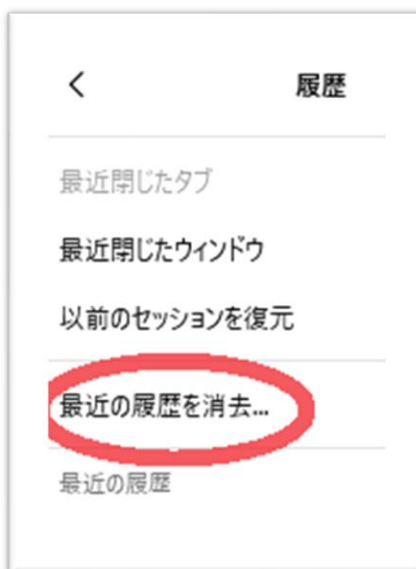 履歴
最近閉じたタブ
最近閉じたウィンドウ
以前のセッションを復元
最近の履歴を消去...
最近の履歴